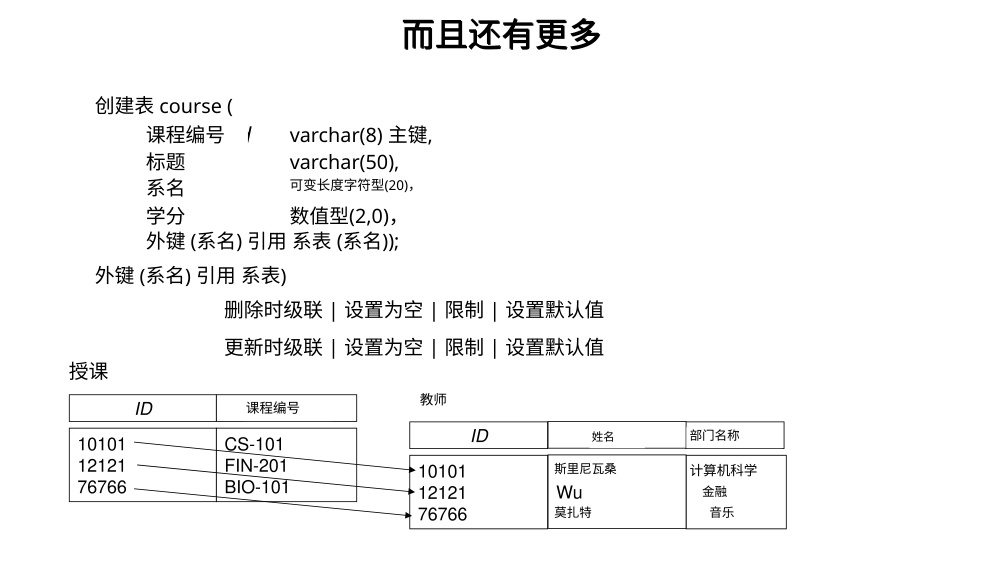 而且还有更多
创建表 course (
课程编号 varchar(8) 主键,
标题 varchar(50),
系名 可变长度字符型(20)，
学分 数值型(2,0)，
外键 (系名) 引用 系表 (系名));
外键 (系名) 引用 系表)
删除时级联 | 设置为空 | 限制 | 设置默认值
更新时级联 | 设置为空 | 限制 | 设置默认值
授课
ID 课程编号
10101 CS-101
12121 FIN-201
76766 BIO-101
教师
ID 姓名 部门名称
10101 斯里尼瓦桑 计算机科学
12121 Wu 金融
76766 莫扎特 音乐